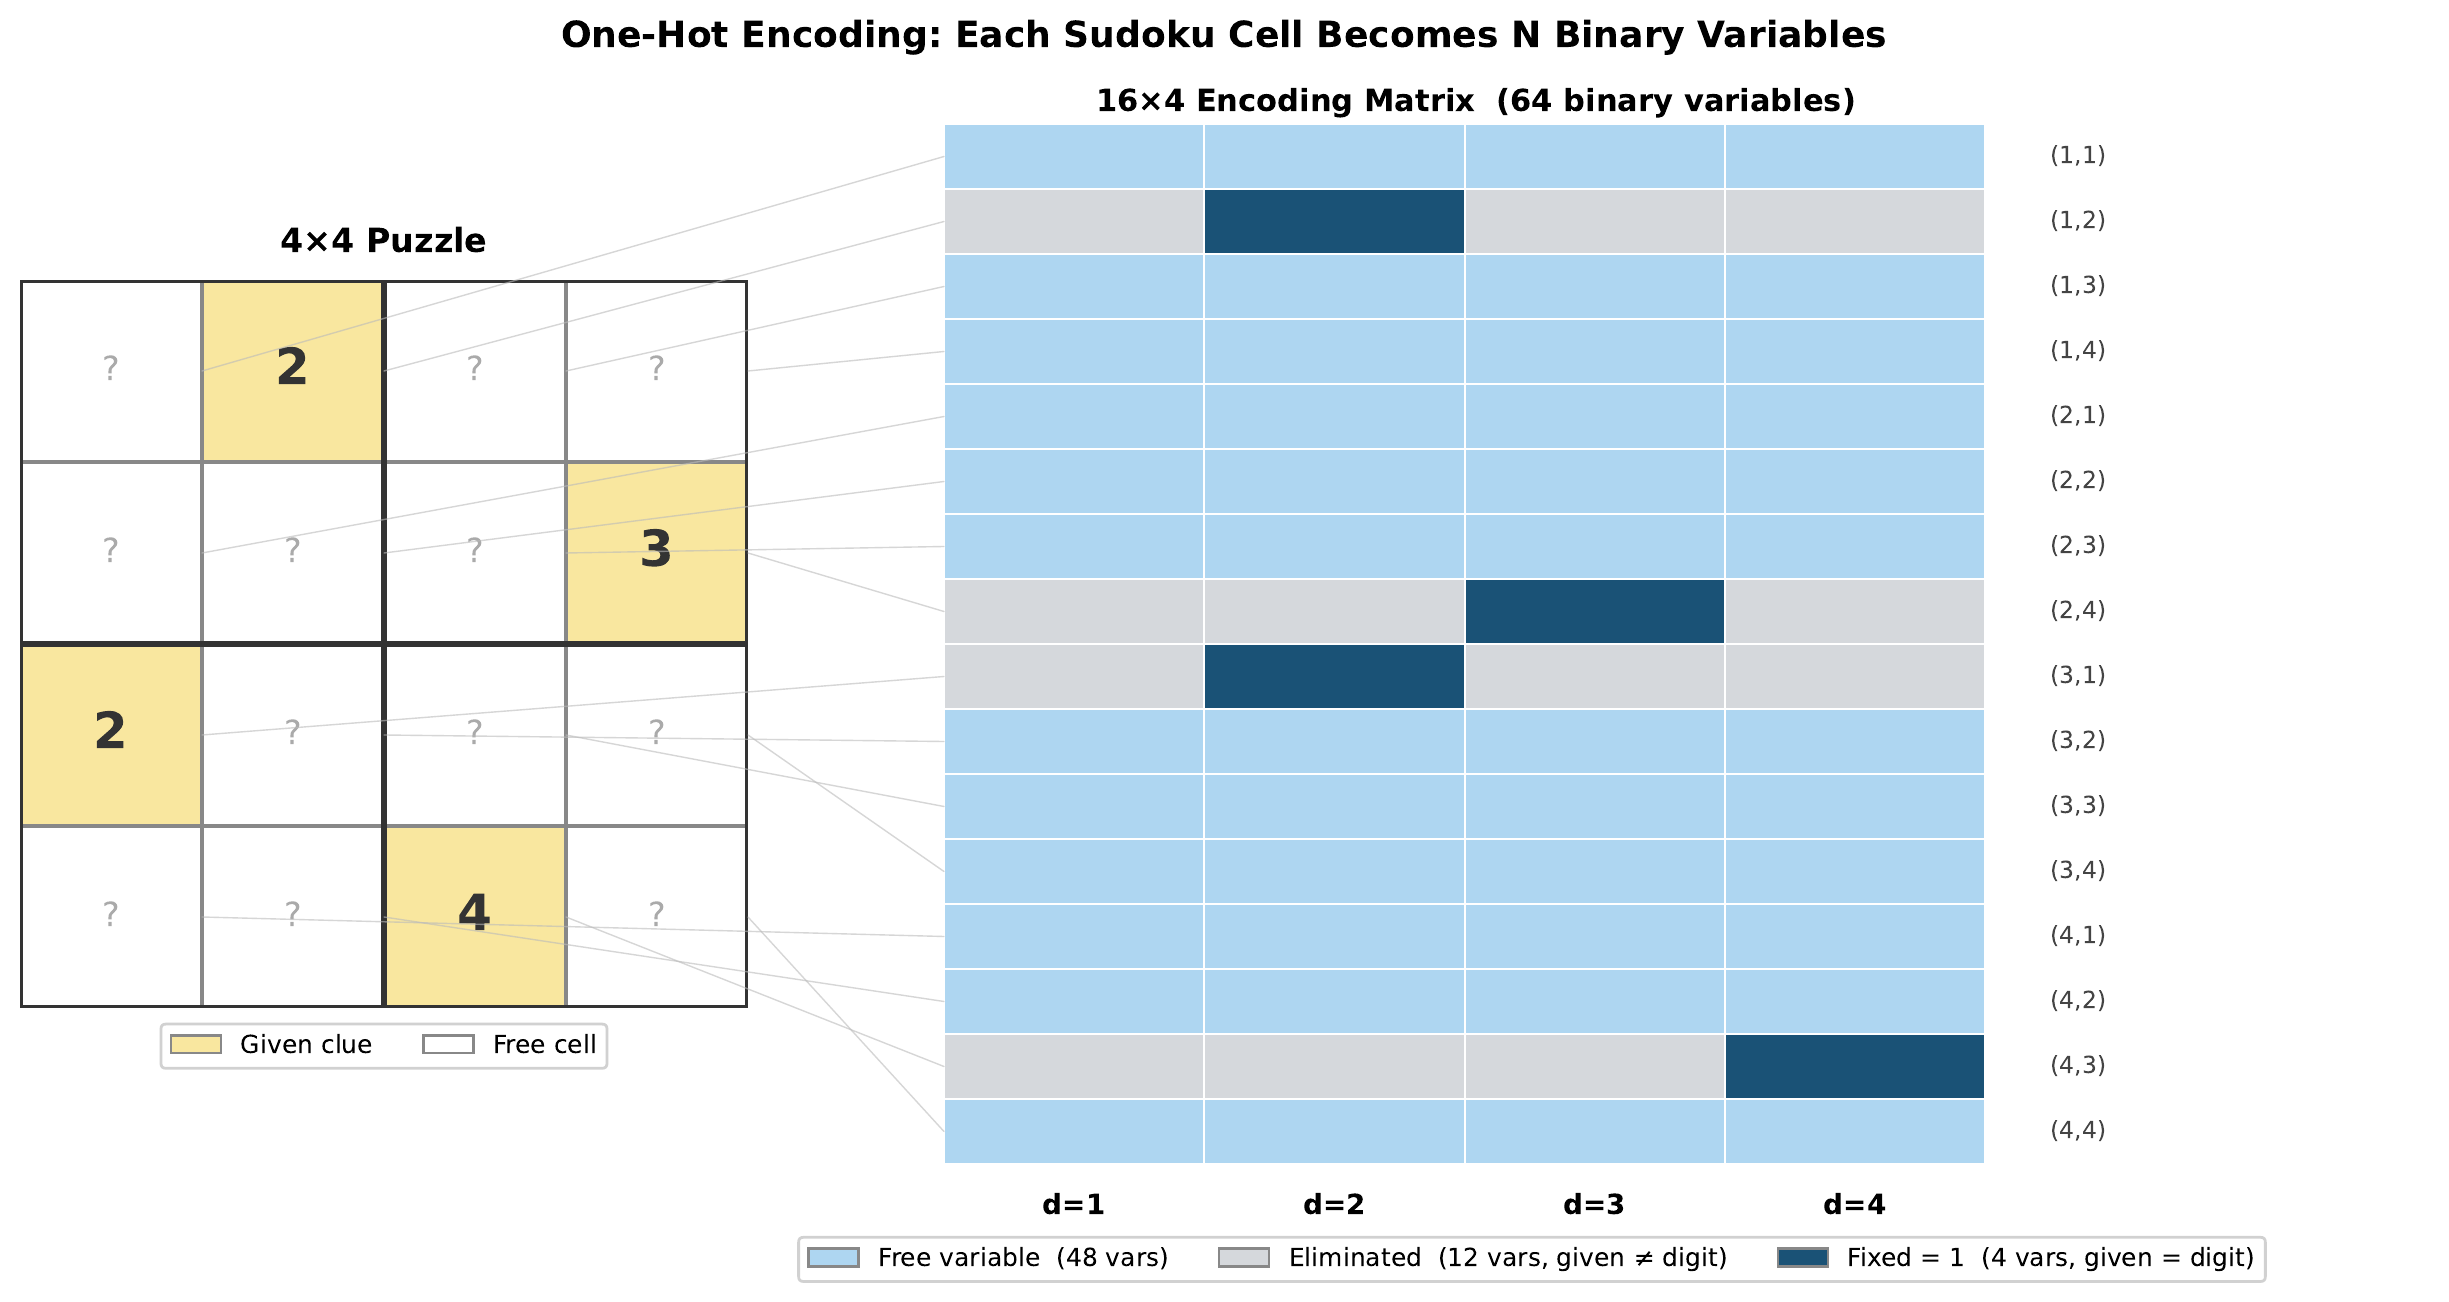 One-Hot Encoding: Each Sudoku Cell Becomes N Binary Variables
4×4 Puzzle
? 2 ? ?
? ? ? 3
2 ? ? ?
? ? 4 ?
Given clue Free cell
16×4 Encoding Matrix (64 binary variables)
(1,1)
(1,2)
(1,3)
(1,4)
(2,1)
(2,2)
(2,3)
(2,4)
(3,1)
(3,2)
(3,3)
(3,4)
(4,1)
(4,2)
(4,3)
(4,4)
d=1 d=2 d=3 d=4
Free variable (48 vars) Eliminated (12 vars, given ≠ digit) Fixed = 1 (4 vars, given = digit)